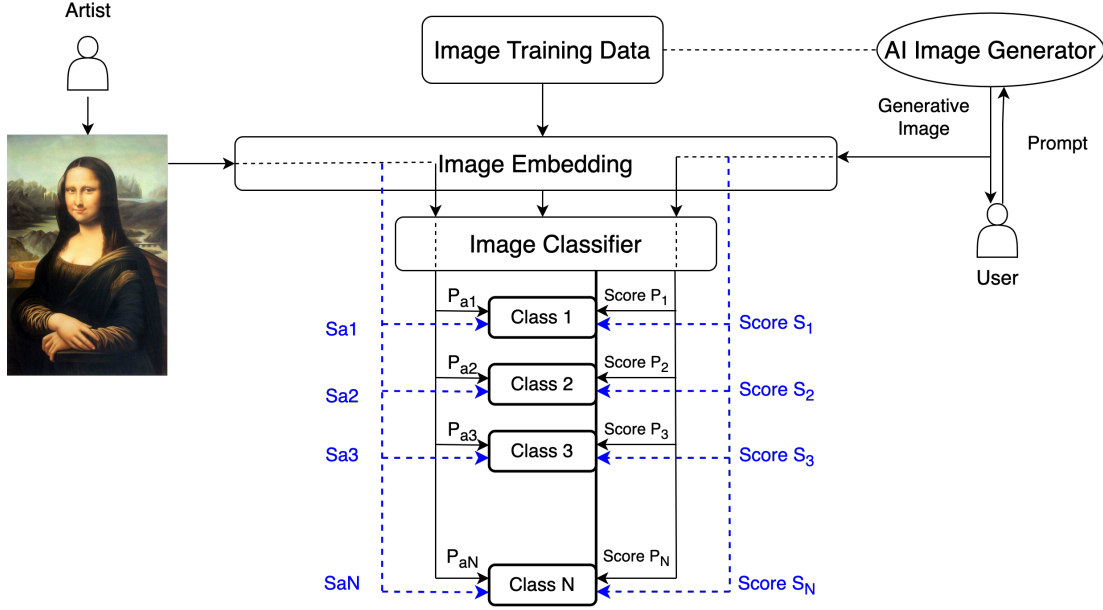 Artist
Image Training Data
AI Image Generator
Generative
Image
Prompt
Image Embedding
User
Image Classifier
Pa1
Class 1
Score P1
Sa1
Score S1
Pa2
Class 2
Score P2
Sa2
Score S2
Pa3
Class 3
Score P3
Sa3
Score S3
PaN
Class N
Score PN
SaN
Score SN